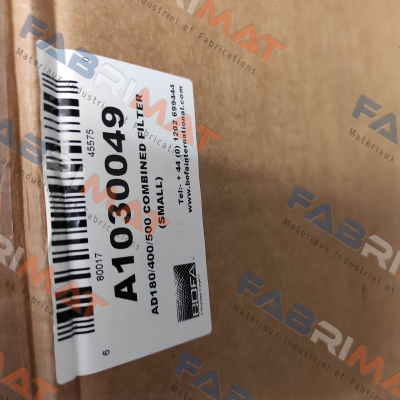 A1030049
AD180/400/500 COMBINED FILTER
(SMALL)
Tel:- + 44 (0) 1202 699444
www.bofainternational.com
BOFA
45575
80017
6
FABRIMAT
Matériaux Industriel et Fabrications